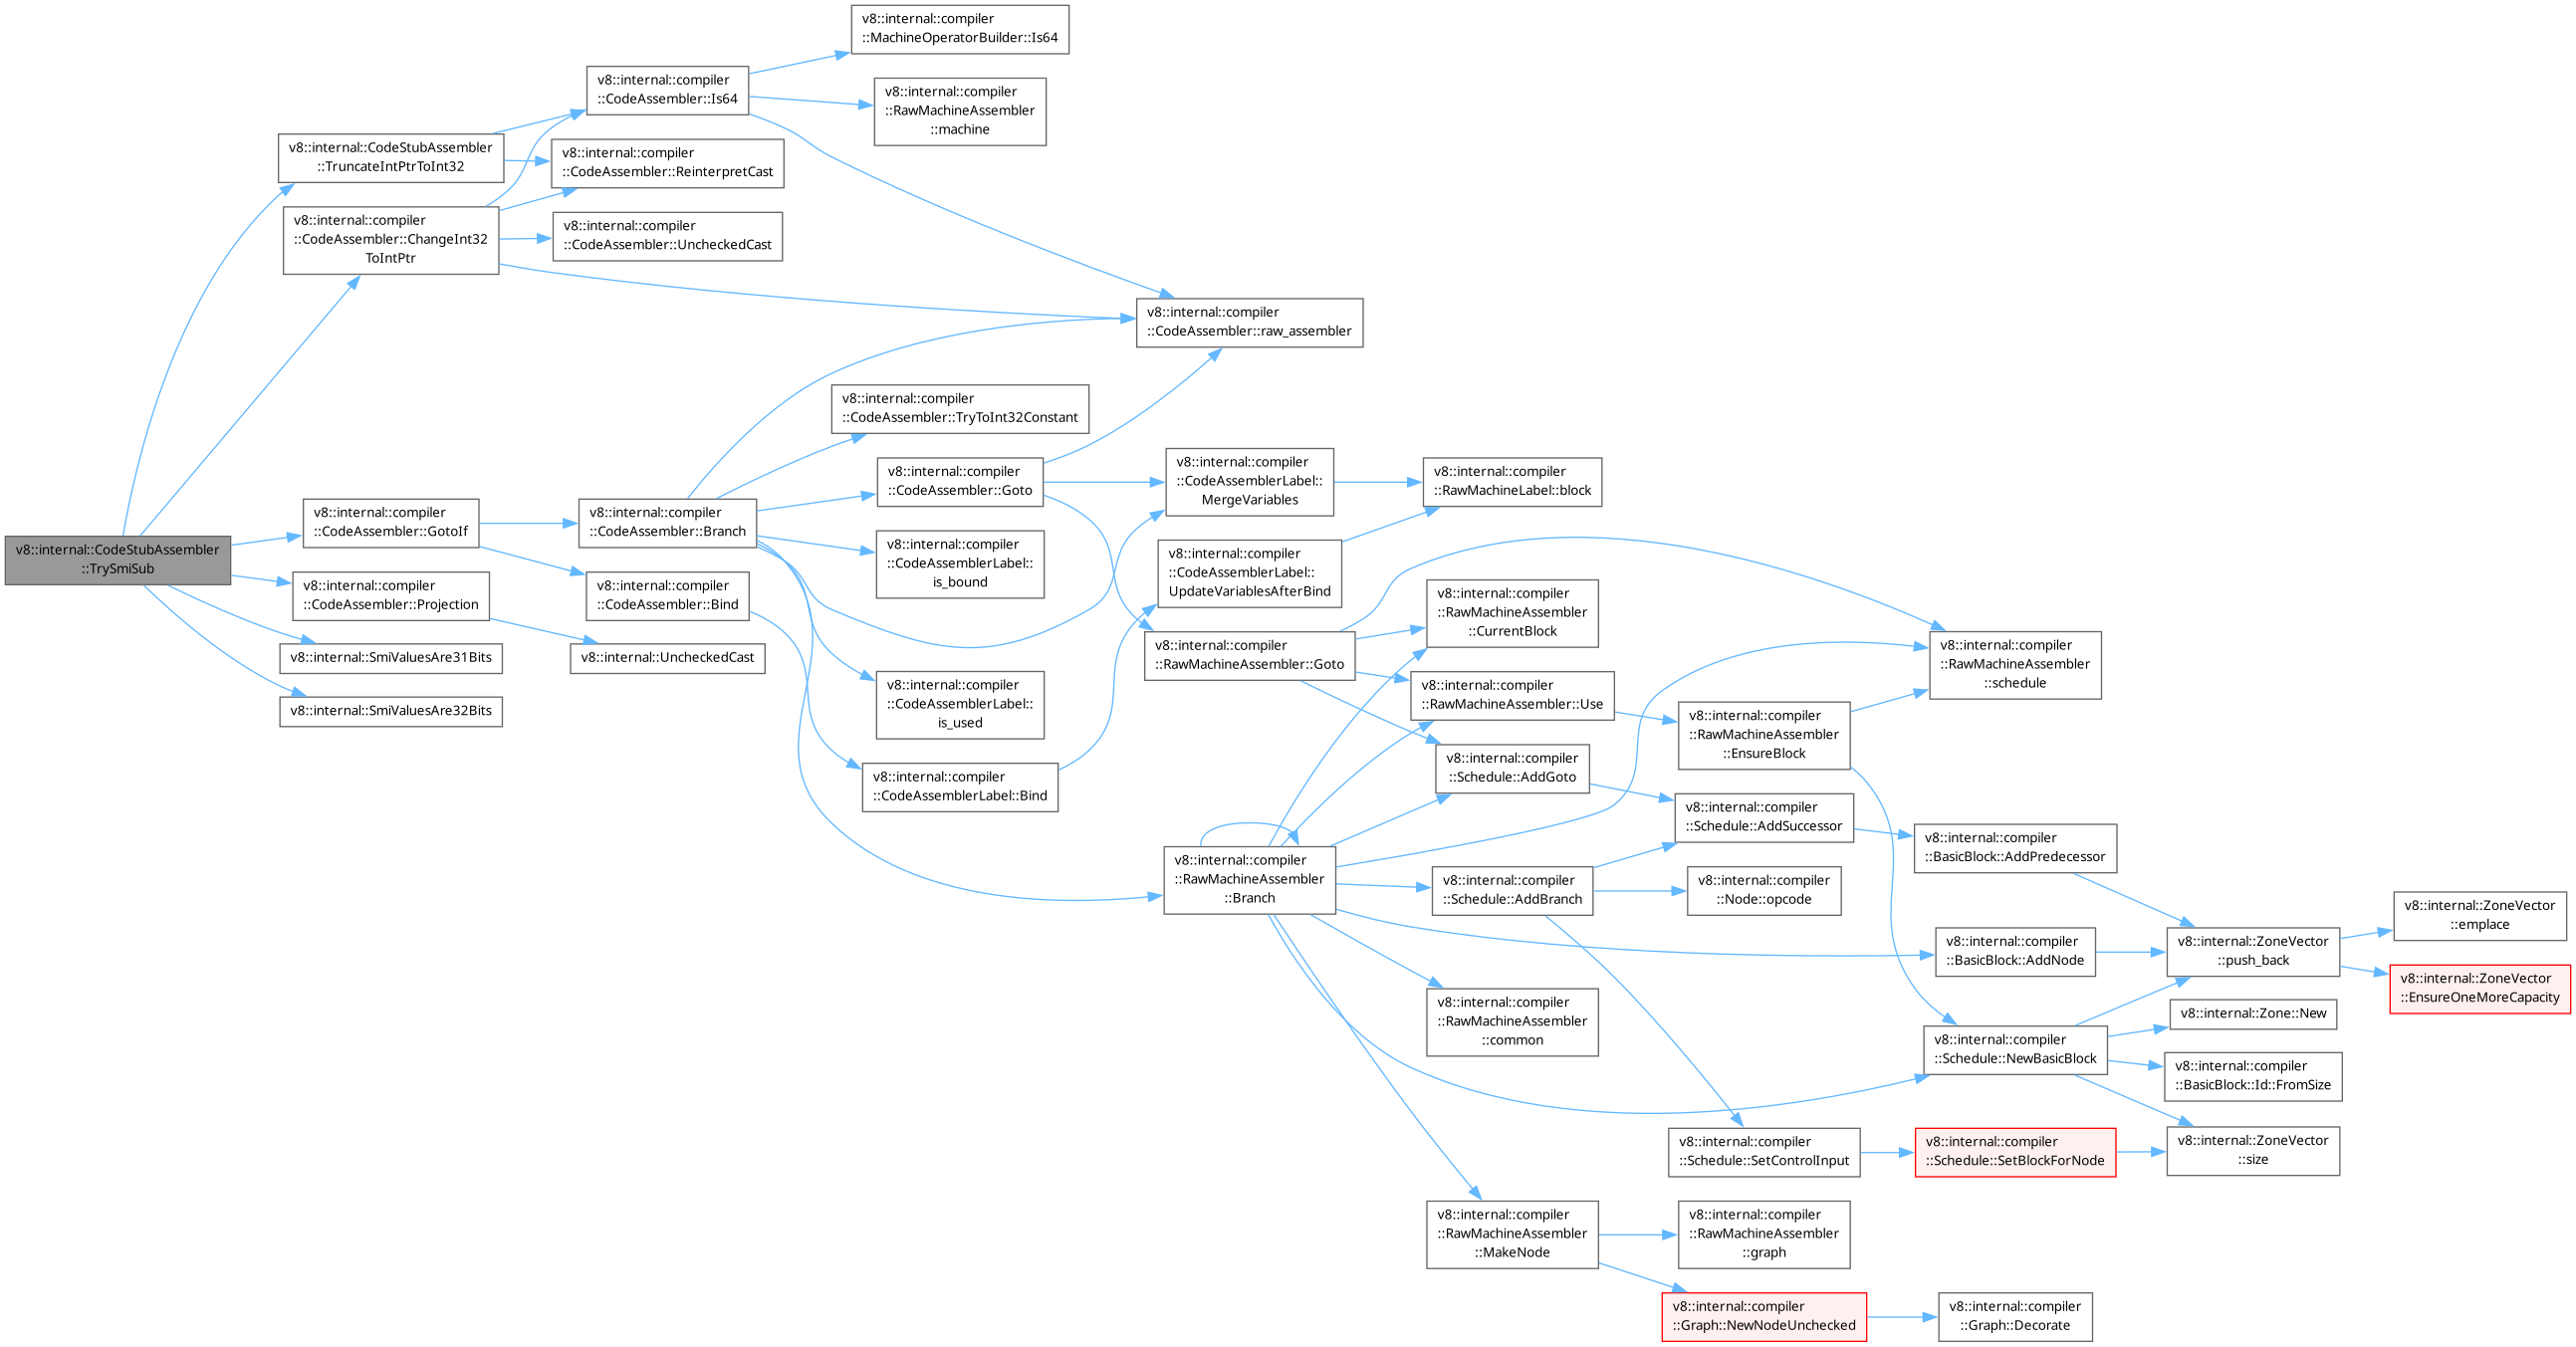 v8::internal::compiler
::MachineOperatorBuilder::Is64
v8::internal::compiler
::CodeAssembler::Is64
v8::internal::compiler
::RawMachineAssembler
::machine
v8::internal::CodeStubAssembler
::TruncateIntPtrToInt32
v8::internal::compiler
::CodeAssembler::ReinterpretCast
v8::internal::compiler
::CodeAssembler::ChangeInt32
ToIntPtr
v8::internal::compiler
::CodeAssembler::UncheckedCast
v8::internal::compiler
::CodeAssembler::raw_assembler
v8::internal::compiler
::CodeAssembler::TryToInt32Constant
v8::internal::compiler
::CodeAssembler::Goto
v8::internal::compiler
::CodeAssemblerLabel::
MergeVariables
v8::internal::compiler
::RawMachineLabel::block
v8::internal::CodeStubAssembler
::TrySmiSub
v8::internal::compiler
::CodeAssembler::GotoIf
v8::internal::compiler
::CodeAssembler::Branch
v8::internal::compiler
::CodeAssemblerLabel::
is_bound
v8::internal::compiler
::CodeAssemblerLabel::
UpdateVariablesAfterBind
v8::internal::compiler
::CodeAssembler::Projection
v8::internal::compiler
::CodeAssembler::Bind
v8::internal::compiler
::RawMachineAssembler
::CurrentBlock
v8::internal::SmiValuesAre31Bits
v8::internal::UncheckedCast
v8::internal::compiler
::RawMachineAssembler::Goto
v8::internal::compiler
::RawMachineAssembler
::schedule
v8::internal::SmiValuesAre32Bits
v8::internal::compiler
::CodeAssemblerLabel::
is_used
v8::internal::compiler
::RawMachineAssembler::Use
v8::internal::compiler
::RawMachineAssembler
::EnsureBlock
v8::internal::compiler
::CodeAssemblerLabel::Bind
v8::internal::compiler
::Schedule::AddGoto
v8::internal::compiler
::Schedule::AddSuccessor
v8::internal::compiler
::BasicBlock::AddPredecessor
v8::internal::compiler
::RawMachineAssembler
::Branch
v8::internal::compiler
::Schedule::AddBranch
v8::internal::compiler
::Node::opcode
v8::internal::ZoneVector
::emplace
v8::internal::compiler
::BasicBlock::AddNode
v8::internal::ZoneVector
::push_back
v8::internal::ZoneVector
::EnsureOneMoreCapacity
v8::internal::compiler
::RawMachineAssembler
::common
v8::internal::Zone::New
v8::internal::compiler
::Schedule::NewBasicBlock
v8::internal::compiler
::BasicBlock::Id::FromSize
v8::internal::compiler
::Schedule::SetControlInput
v8::internal::compiler
::Schedule::SetBlockForNode
v8::internal::ZoneVector
::size
v8::internal::compiler
::RawMachineAssembler
::MakeNode
v8::internal::compiler
::RawMachineAssembler
::graph
v8::internal::compiler
::Graph::NewNodeUnchecked
v8::internal::compiler
::Graph::Decorate